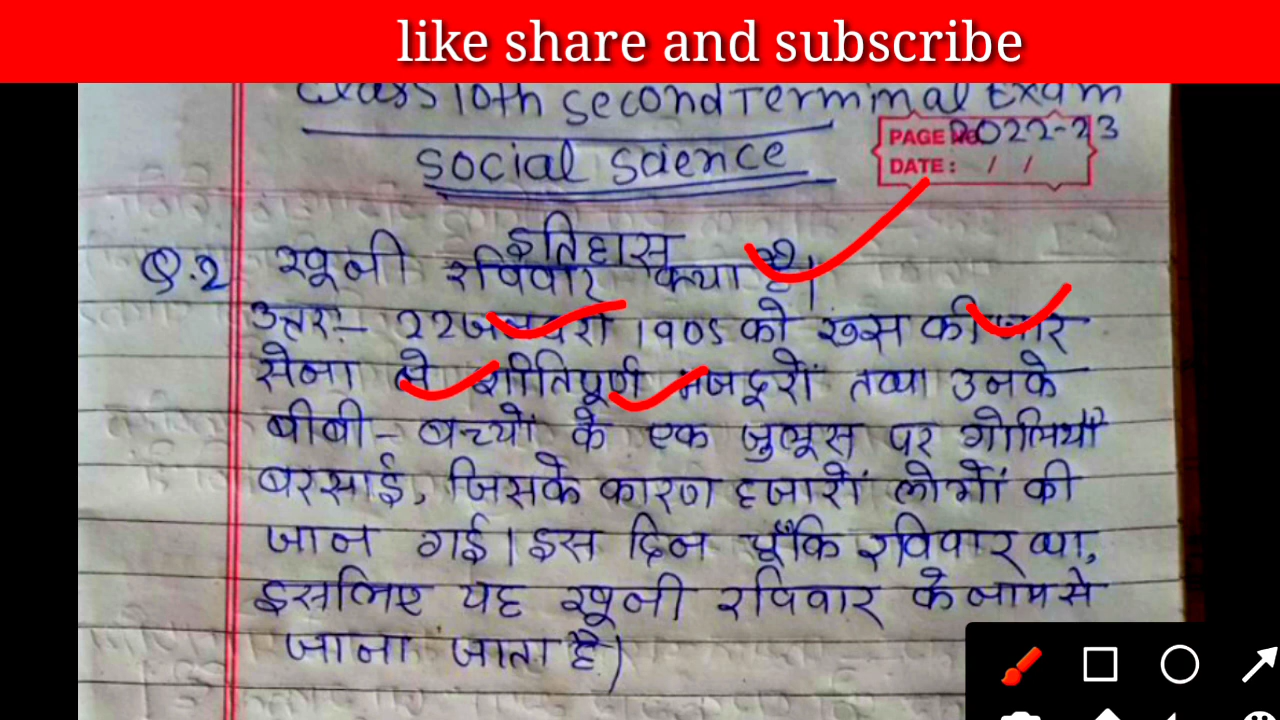 like share and subscribe
Class 10th Second Terminal Exam
2022-23
PAGE No
Social Science
DATE : / /
इतिहास
Q.2 खूनी रविवार क्या है।
उत्तर:- 22 जनवरी 1905 को रूस की जार
सेना ने शांतिपूर्ण मजदूरों तथा उनके
बीबी- बच्चों के एक जुलूस पर गोलियाँ
बरसाई, जिसके कारण हजारों लोगों की
जान गई। इस दिन चूँकि रविवार था,
इसलिए यह खूनी रविवार के नाम से
जाना जाता है)